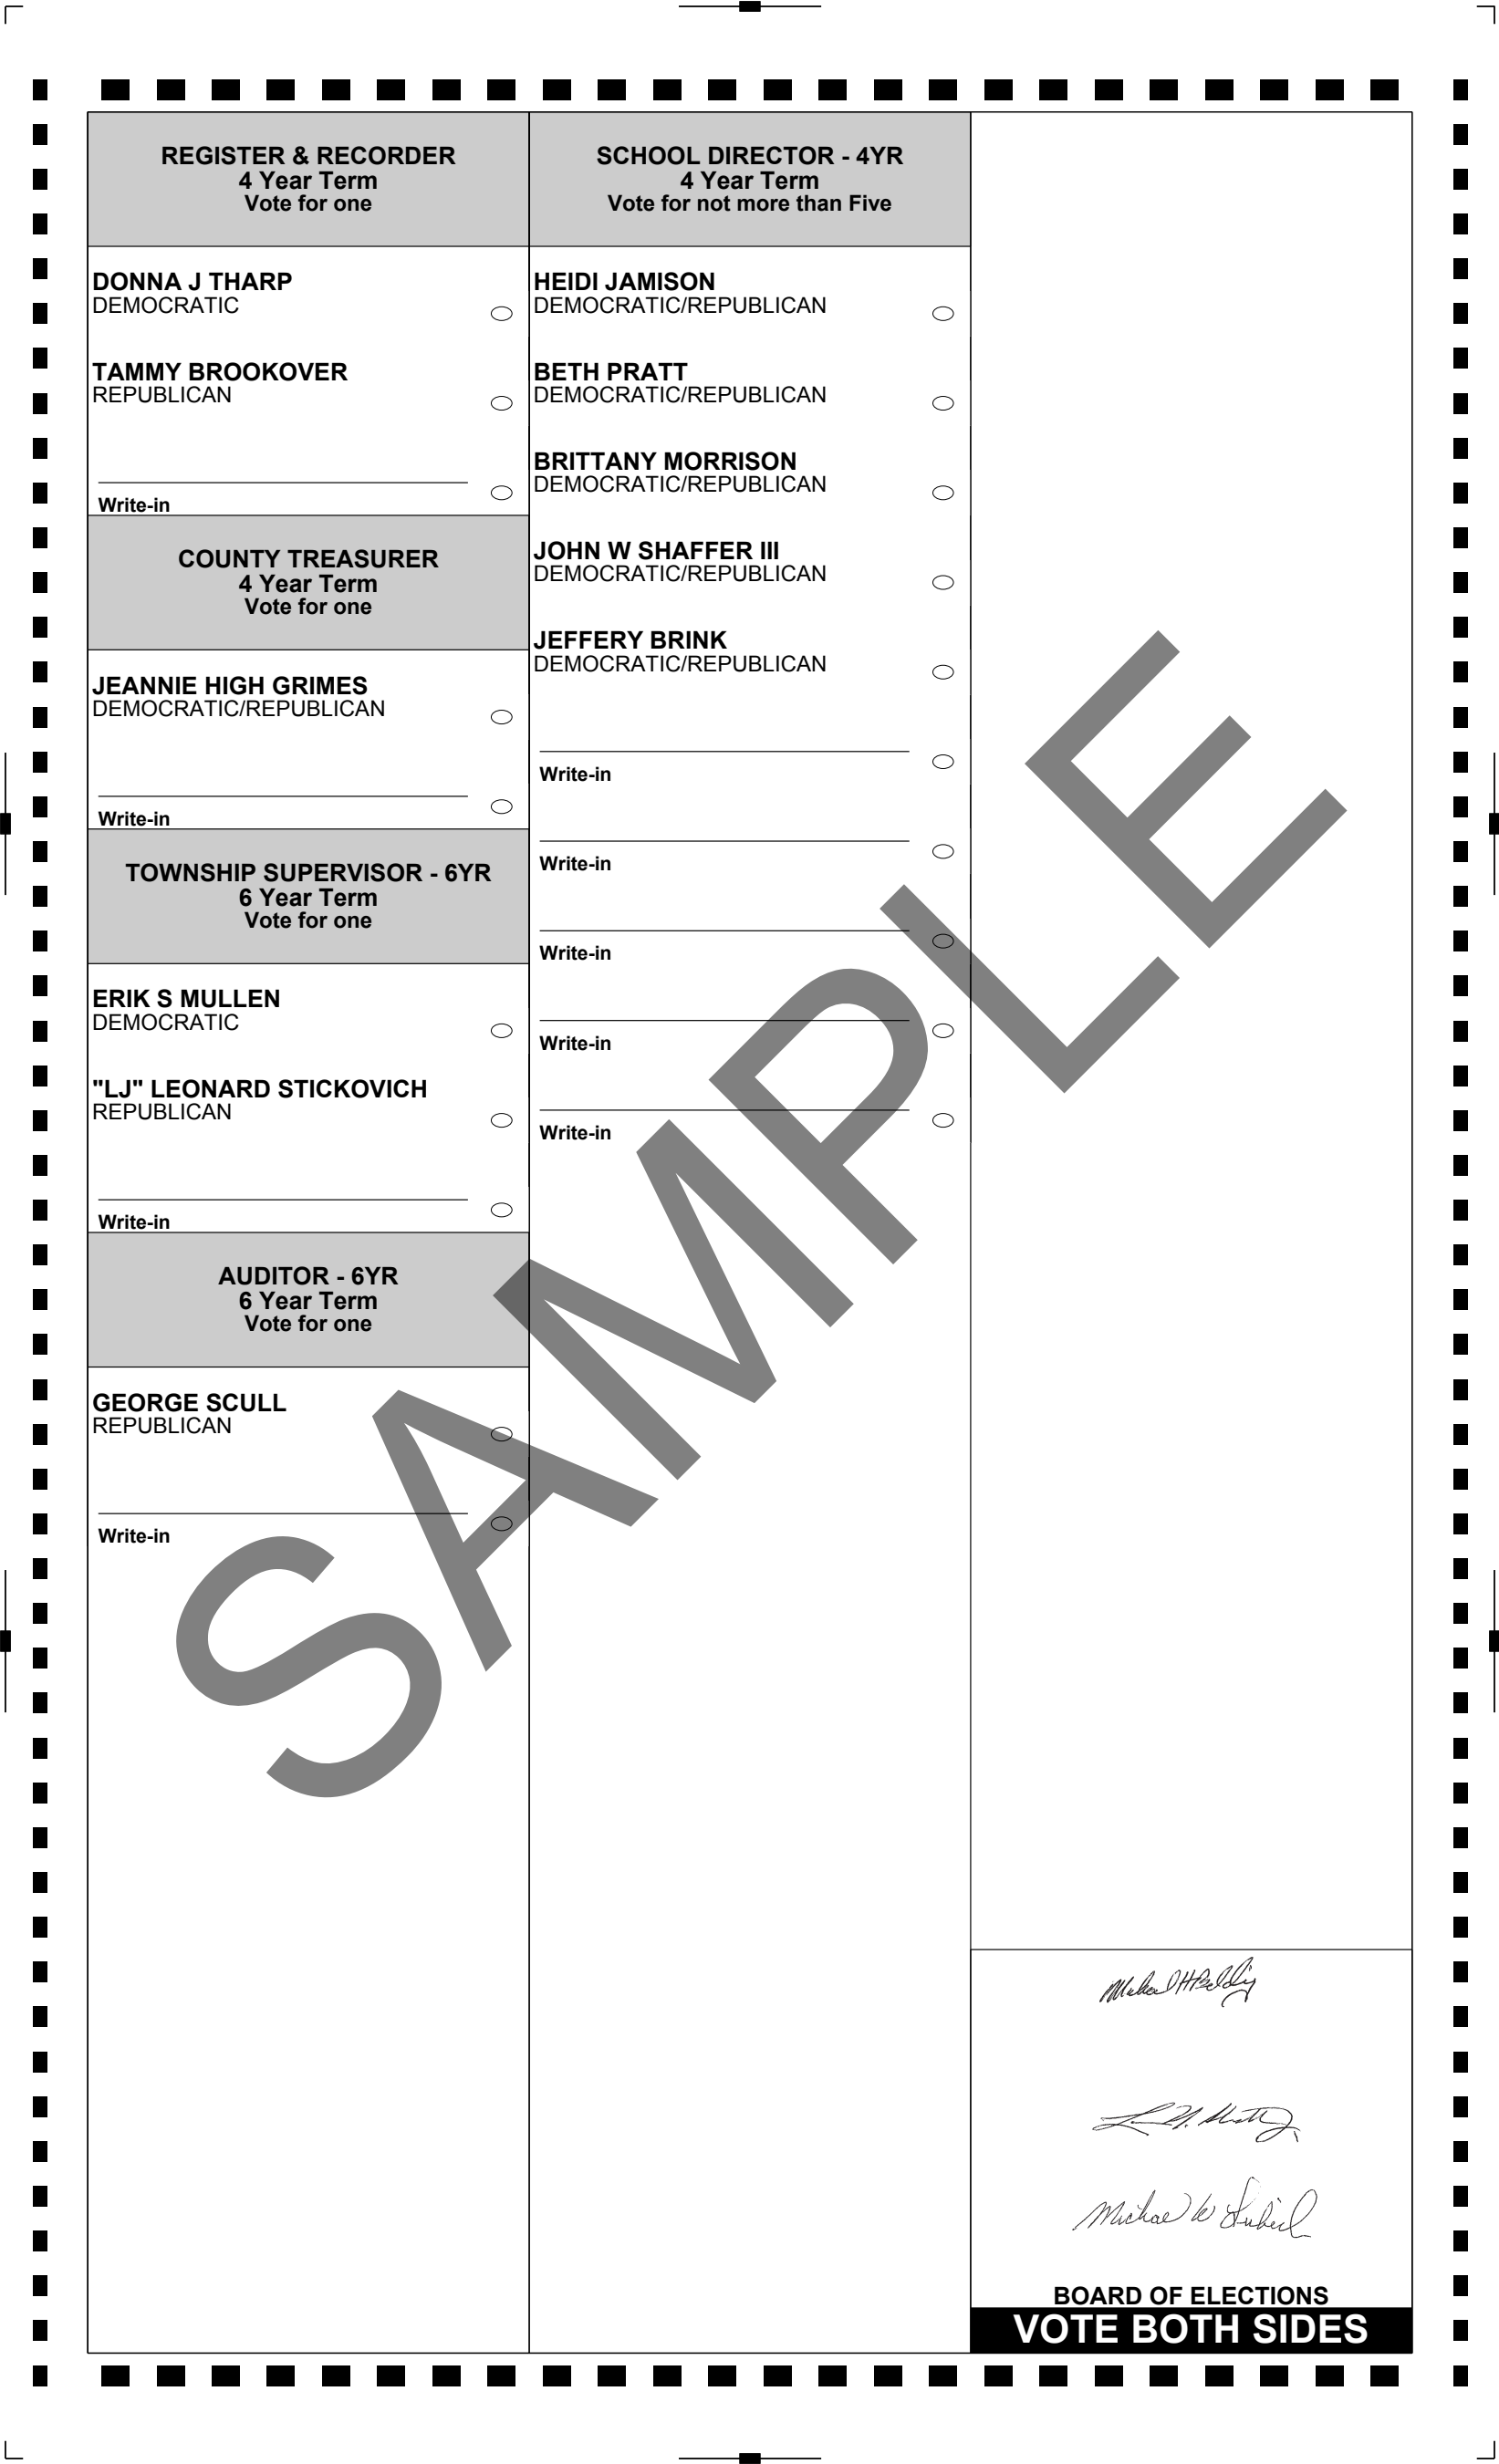 REGISTER & RECORDER
4 Year Term
Vote for one
DONNA J THARP
DEMOCRATIC
TAMMY BROOKOVER
REPUBLICAN
Write-in
COUNTY TREASURER
4 Year Term
Vote for one
JEANNIE HIGH GRIMES
DEMOCRATIC/REPUBLICAN
Write-in
TOWNSHIP SUPERVISOR - 6YR
6 Year Term
Vote for one
ERIK S MULLEN
DEMOCRATIC
"LJ" LEONARD STICKOVICH
REPUBLICAN
Write-in
AUDITOR - 6YR
6 Year Term
Vote for one
GEORGE SCULL
REPUBLICAN
Write-in
SCHOOL DIRECTOR - 4YR
4 Year Term
Vote for not more than Five
HEIDI JAMISON
DEMOCRATIC/REPUBLICAN
BETH PRATT
DEMOCRATIC/REPUBLICAN
BRITTANY MORRISON
DEMOCRATIC/REPUBLICAN
JOHN W SHAFFER III
DEMOCRATIC/REPUBLICAN
JEFFERY BRINK
DEMOCRATIC/REPUBLICAN
Write-in
Write-in
Write-in
Write-in
Write-in
SAMPLE
Michael W
BOARD OF ELECTIONS
VOTE BOTH SIDES